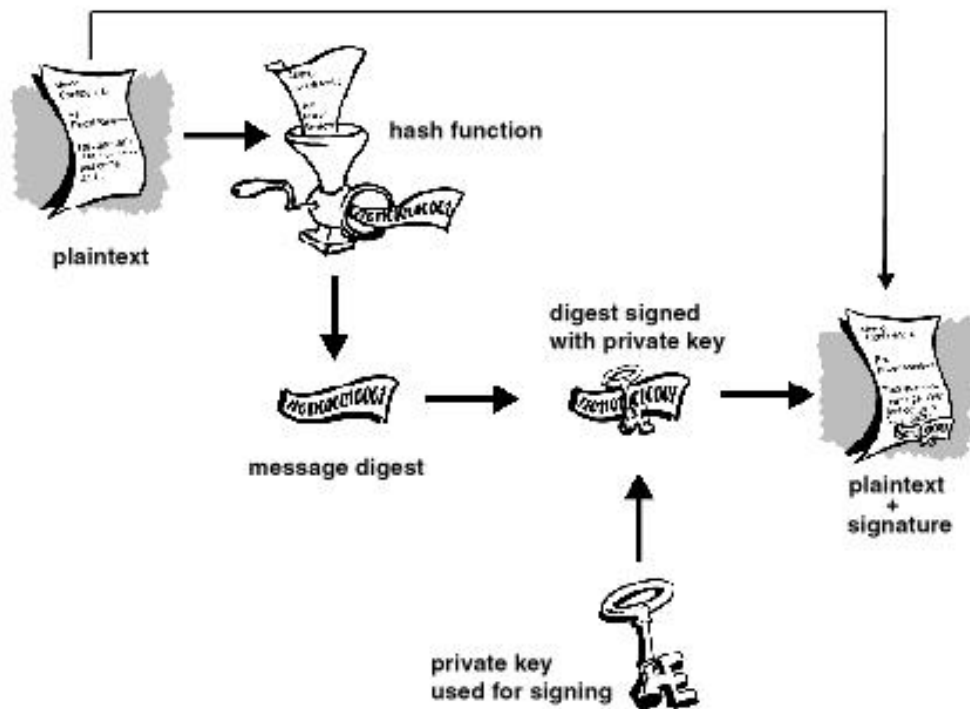 hash function
plaintext
digest signed
with private key
message digest
plaintext
+
signature
private key
used for signing